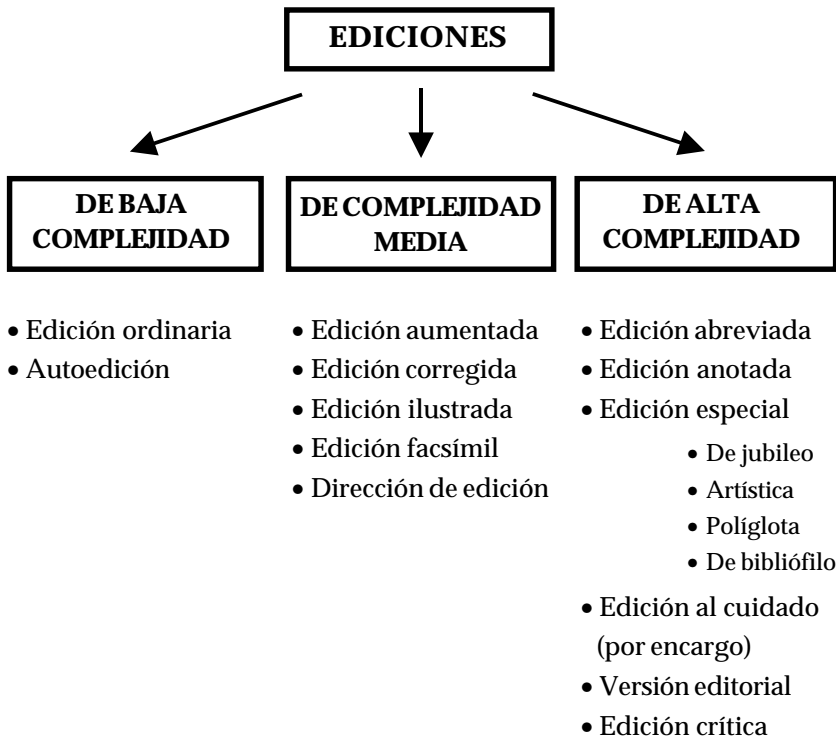 EDICIONES
DE BAJA
COMPLEJIDAD
DE COMPLEJIDAD
MEDIA
DE ALTA
COMPLEJIDAD
• Edición ordinaria
• Autoedición
• Edición aumentada
• Edición corregida
• Edición ilustrada
• Edición facsímil
• Dirección de edición
• Edición abreviada
• Edición anotada
• Edición especial
• De jubileo
• Artística
• Políglota
• De bibliófilo
• Edición al cuidado
(por encargo)
• Versión editorial
• Edición crítica